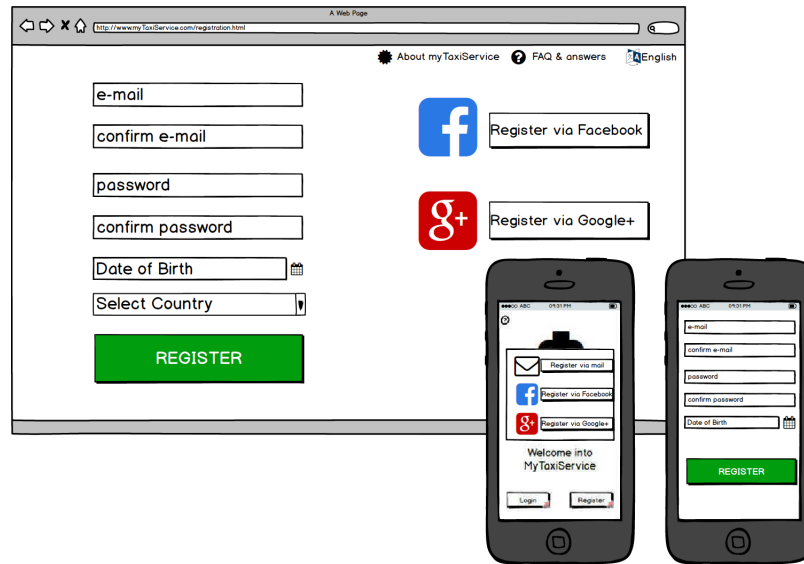 A Web Page
http://www.myTaxiService.com/registration.html
About myTaxiService
FAQ & answers
English
e-mail
confirm e-mail
password
confirm password
Date of Birth
Select Country
REGISTER
Register via Facebook
g+
Register via Google+
ABC 09:31 PM
Register via mail
Register via Facebook
g+
Register via Google+
Welcome into
MyTaxiService
Login
Register
ABC 09:31 PM
e-mail
confirm e-mail
password
confirm password
Date of Birth
REGISTER